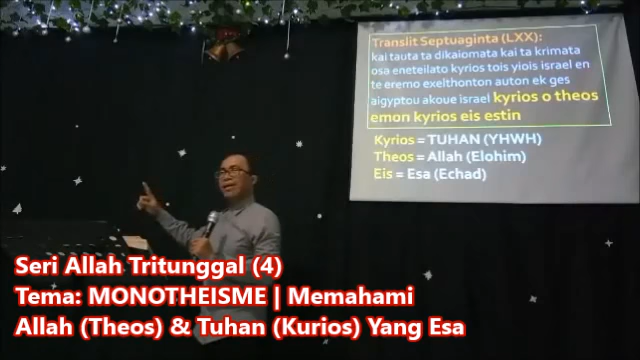 Translit Septuaginta (LXX):
kai tauta ta dikaiomata kai ta krimata
osa eneteilato kyrios tois yiois israel en
te eremo exelthonton auton ek ges
aigyptou akoue israel kyrios o theos
emon kyrios eis estin
Kyrios = TUHAN (YHWH)
Theos = Allah (Elohim)
Eis = Esa (Echad)
Seri Allah Tritunggal (4)
Tema: MONOTHEISME | Memahami
Allah (Theos) & Tuhan (Kurios) Yang Esa